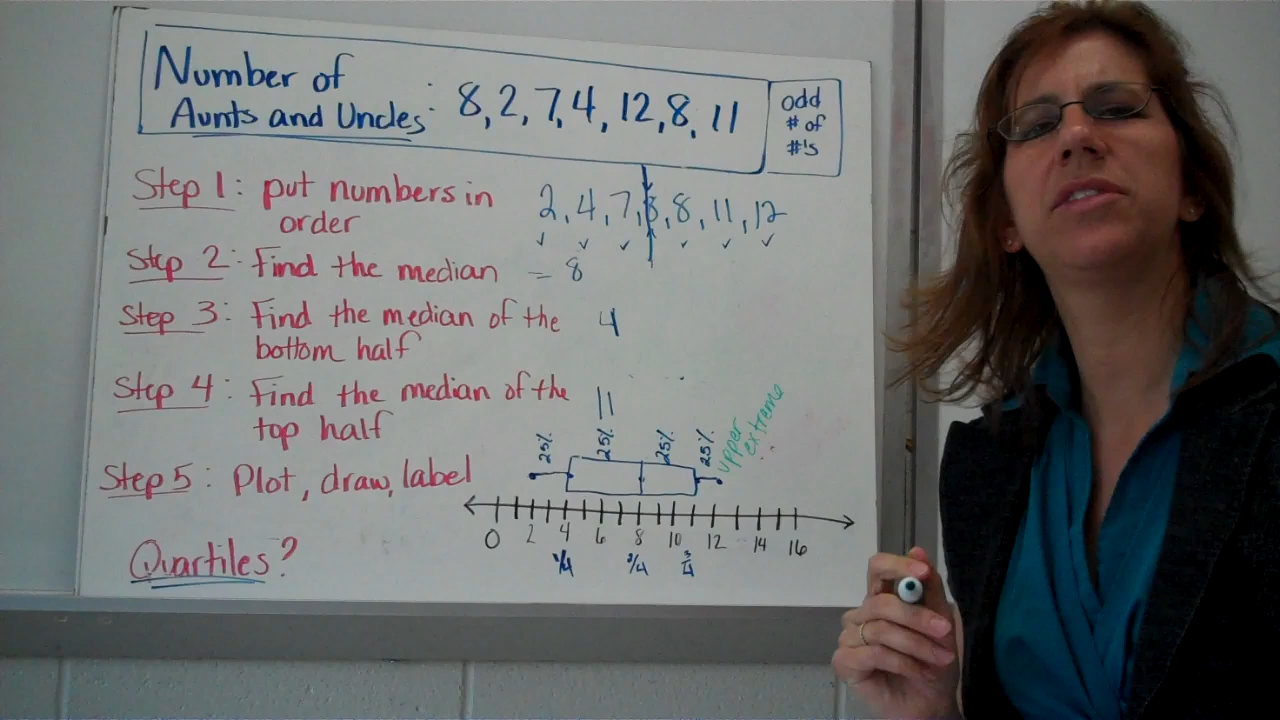 Number of
Aunts and Uncles: 8, 2, 7, 4, 12, 8, 11
odd
# of
#'s
Step 1: put numbers in
order
2, 4, 7, 8, 8, 11, 12
Step 2: Find the median = 8
Step 3: Find the median of the 4
bottom half
Step 4: Find the median of the 11
top half
25% 25% 25% 25%
upper
extreme
Step 5: Plot, draw, label
0 2 4 6 8 10 12 14 16
1/4 2/4 3/4
Quartiles?